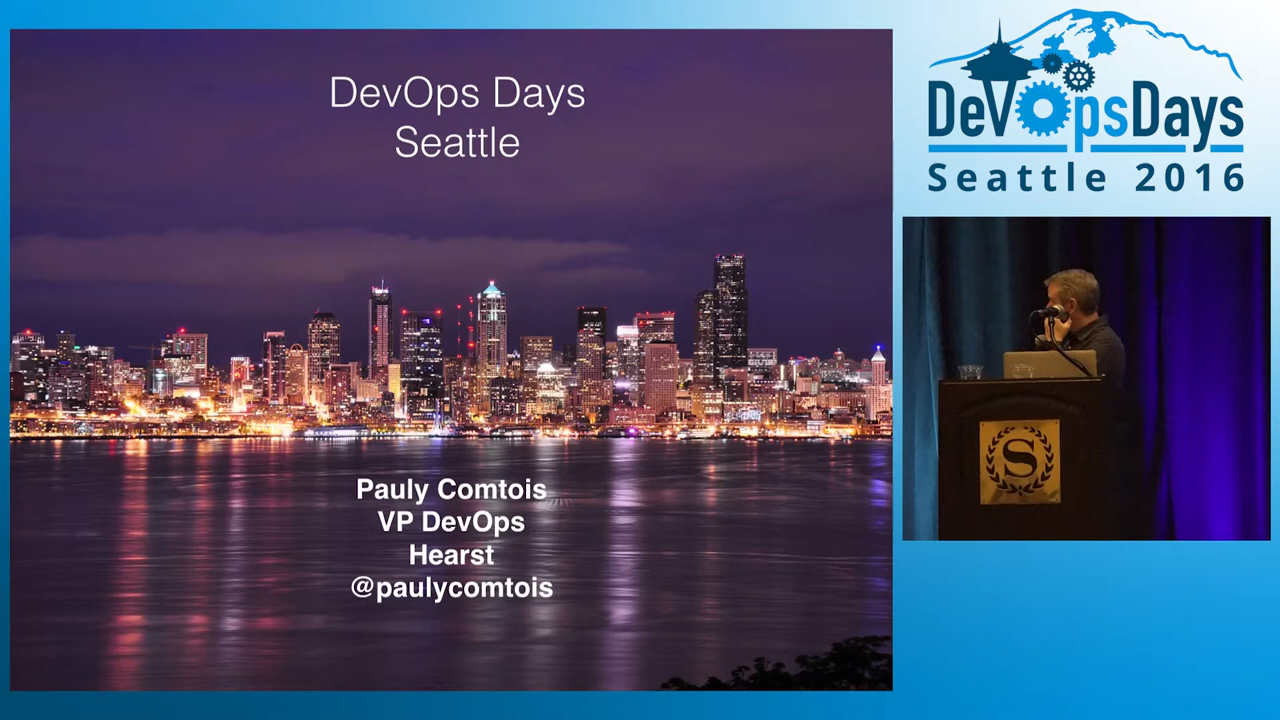 DevOps Days
Seattle
Pauly Comtois
VP DevOps
Hearst
@paulycomtois
DevOpsDays
Seattle 2016
S